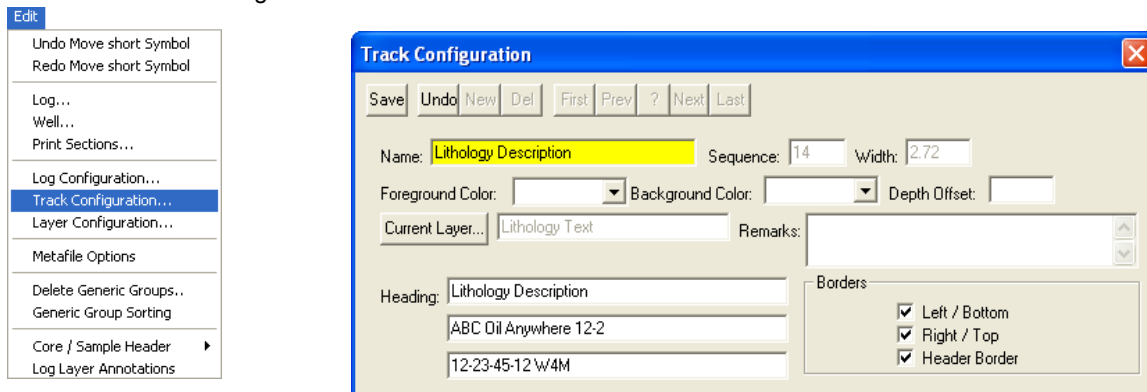 Edit
Undo Move short Symbol
Redo Move short Symbol
Log...
Well...
Print Sections...
Log Configuration...
Track Configuration...
Layer Configuration...
Metafile Options
Delete Generic Groups..
Generic Group Sorting
Core / Sample Header
Log Layer Annotations
Track Configuration
Save Undo New Del First Prev ? Next Last
Name: Lithology Description Sequence: 14 Width: 2.72
Foreground Color: Background Color: Depth Offset:
Current Layer... Lithology Text Remarks:
Heading: Lithology Description
ABC Oil Anywhere 12-2
12-23-45-12 W4M
Borders
Left / Bottom
Right / Top
Header Border